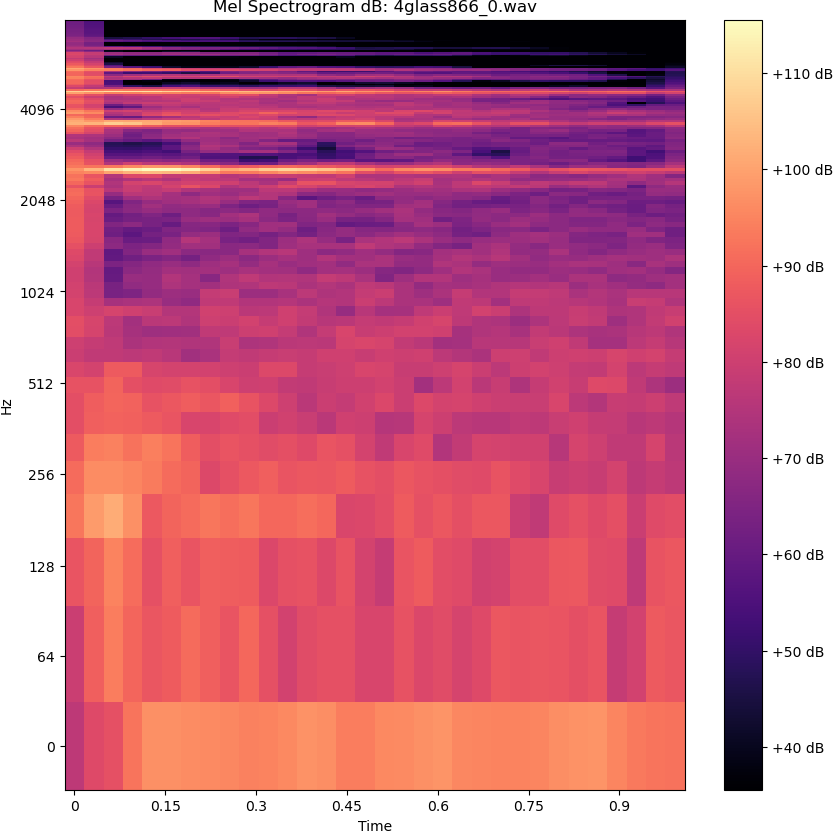 Mel Spectrogram dB: 4glass866_0.wav
+110 dB
4096
+100 dB
2048
+90 dB
1024
+80 dB
512
Hz
+70 dB
256
+60 dB
128
+50 dB
64
+40 dB
0
0 0.15 0.3 0.45 0.6 0.75 0.9
Time